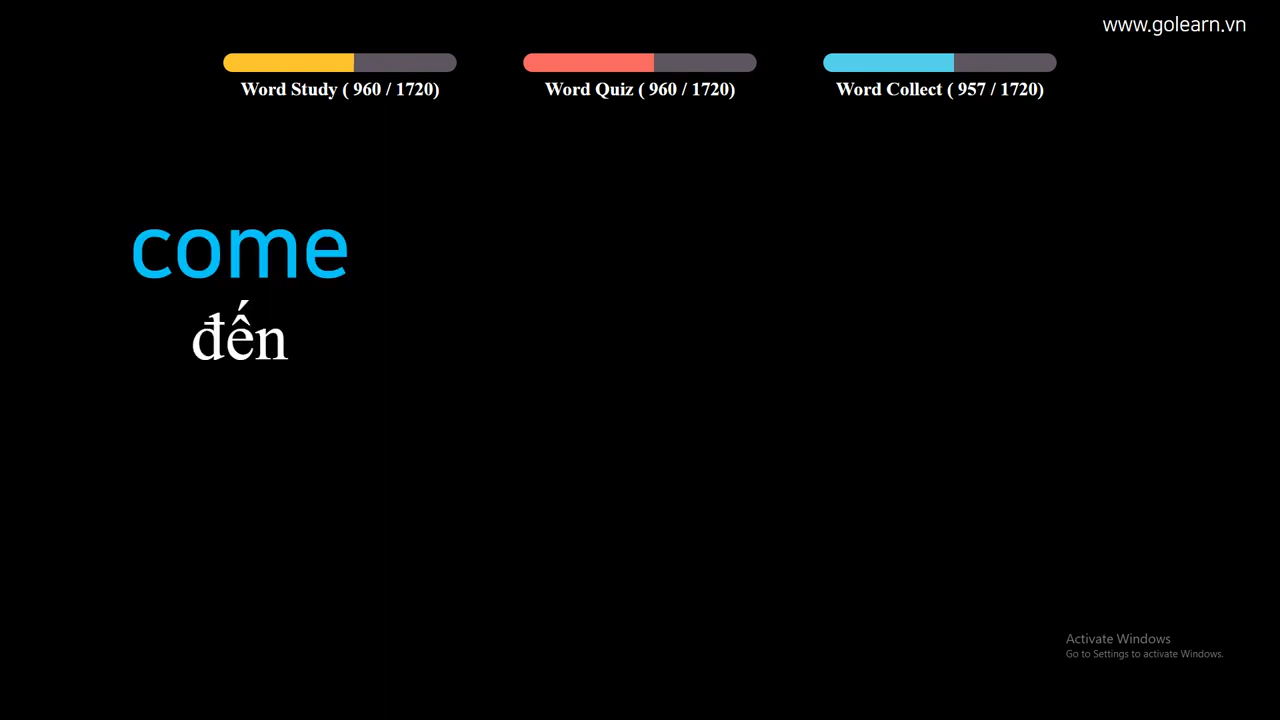 www.golearn.vn
Word Study ( 960 / 1720)
Word Quiz ( 960 / 1720)
Word Collect ( 957 / 1720)
come
đến
Activate Windows
Go to Settings to activate Windows.